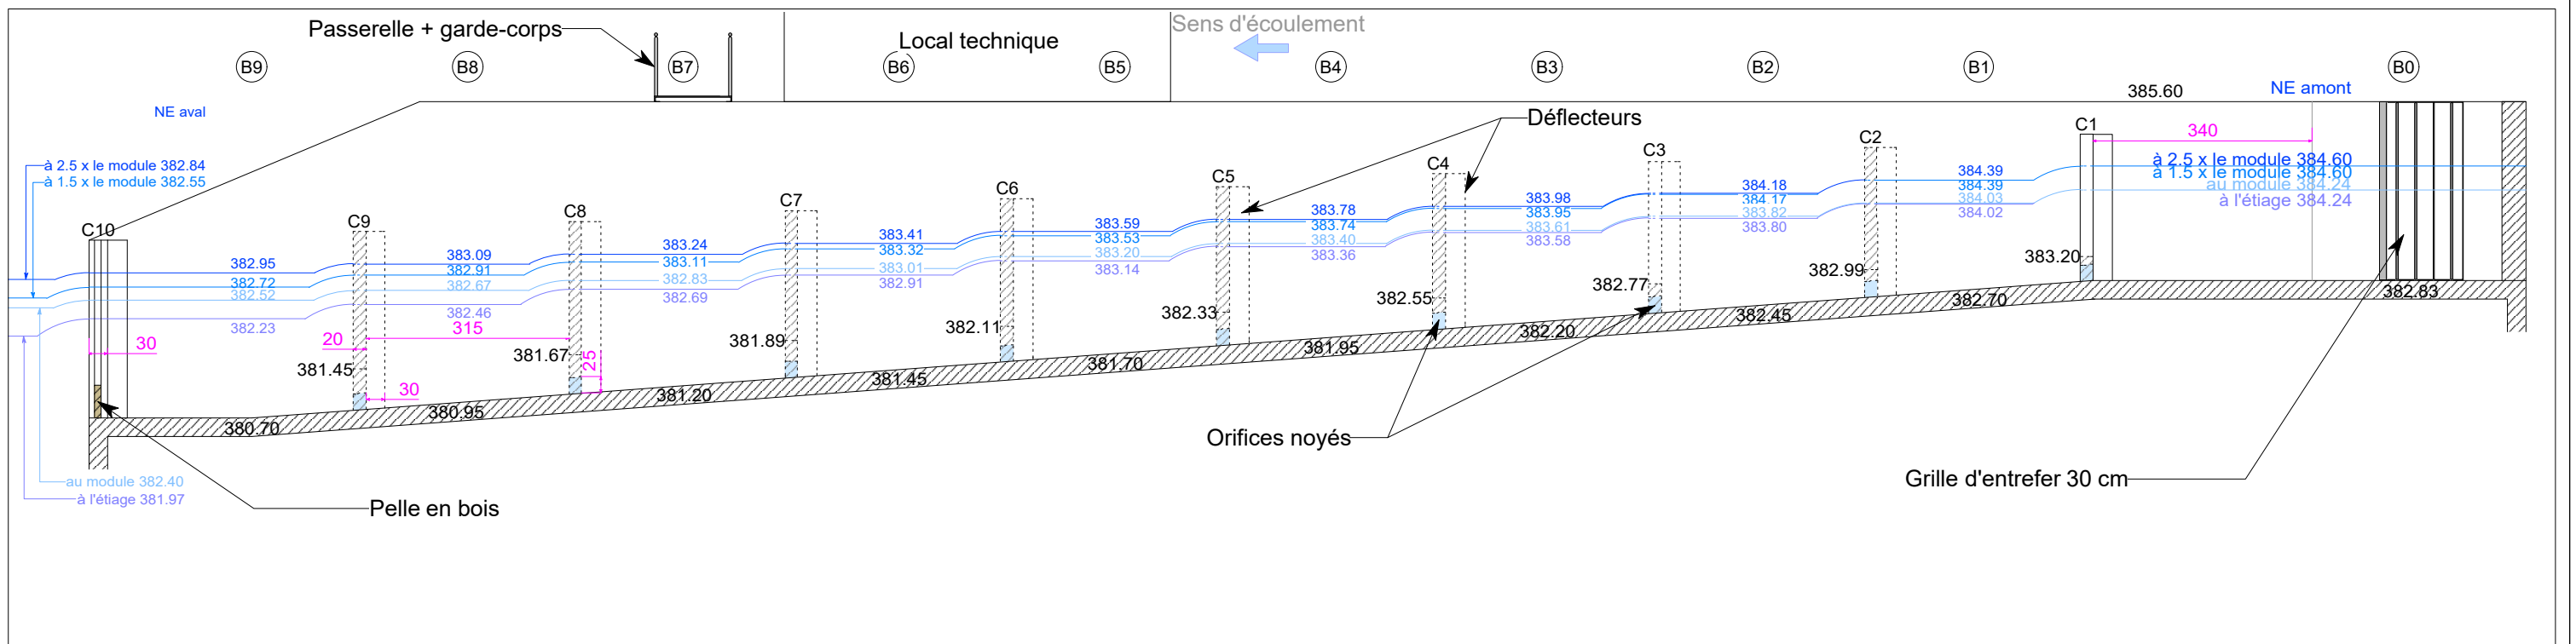 Passerelle + garde-corps
Local technique
Sens d'écoulement
B9
B8
B7
B6
B5
B4
B3
B2
B1
B0
NE aval
NE amont
385.60
à 2.5 x le module 382.84
à 1.5 x le module 382.55
Déflecteurs
340
à 2.5 x le module 384.60
à 1.5 x le module 384.60
au module 384.24
à l'étiage 384.24
C10
C9
C8
C7
C6
C5
C4
C3
C2
C1
382.95
382.72
382.52
382.23
383.09
382.91
382.67
382.46
383.24
383.11
382.83
382.69
383.41
383.32
383.01
382.91
383.59
383.53
383.20
383.14
383.78
383.74
383.40
383.36
383.98
383.95
383.61
383.58
384.18
384.17
383.82
383.80
384.39
384.39
384.03
384.02
30
20
315
30
25
381.45
381.67
381.89
382.11
382.33
382.55
382.77
382.99
383.20
380.70
380.95
381.20
381.45
381.70
381.95
382.20
382.45
382.70
382.83
au module 382.40
à l'étiage 381.97
Pelle en bois
Orifices noyés
Grille d'entrefer 30 cm